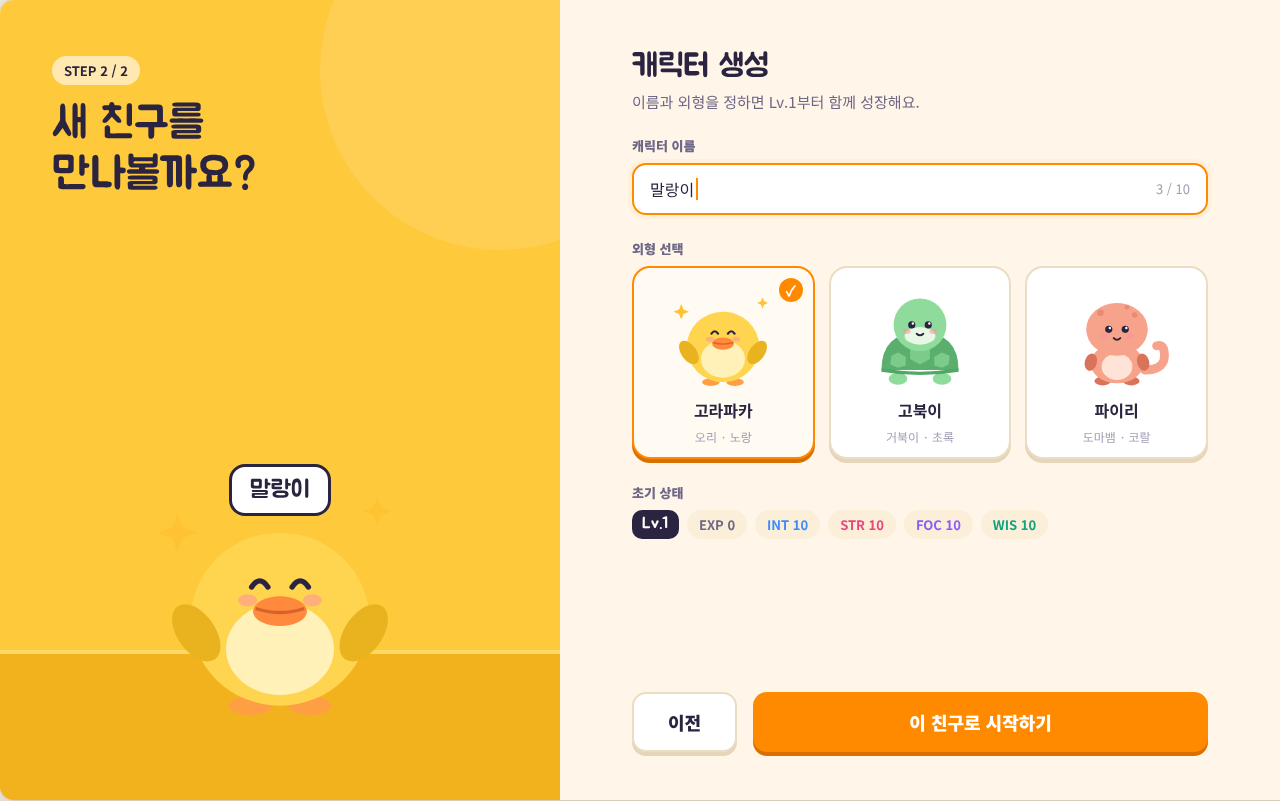 STEP 2 / 2
새 친구를
만나볼까요?
말랑이
캐릭터 생성
이름과 외형을 정하면 Lv.1부터 함께 성장해요.
캐릭터 이름
말랑이
3 / 10
외형 선택
고라파카
오리 · 노랑
고북이
거북이 · 초록
파이리
도마뱀 · 코랄
초기 상태
Lv.1 EXP 0 INT 10 STR 10 FOC 10 WIS 10
이전
이 친구로 시작하기